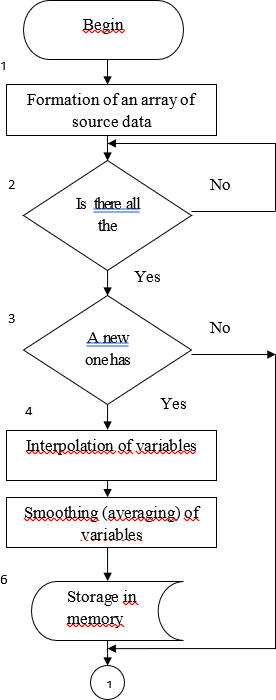 Begin
1
Formation of an array of
source data
2
No
Is there all
the
Yes
3
No
A new
one has
Yes
4
Interpolation of variables
Smoothing (averaging) of
variables
6
Storage in
memory
1